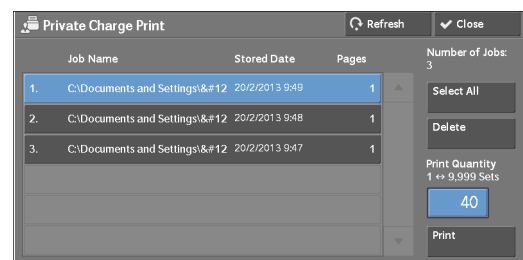 Private Charge Print
Refresh
Close
Job Name Stored Date Pages
Number of Jobs:
3
1. C:\Documents and Settings\&#12 20/2/2013 9:49 1
Select All
2. C:\Documents and Settings\&#12 20/2/2013 9:48 1
Delete
3. C:\Documents and Settings\&#12 20/2/2013 9:47 1
Print Quantity
1 ↔ 9,999 Sets
40
Print